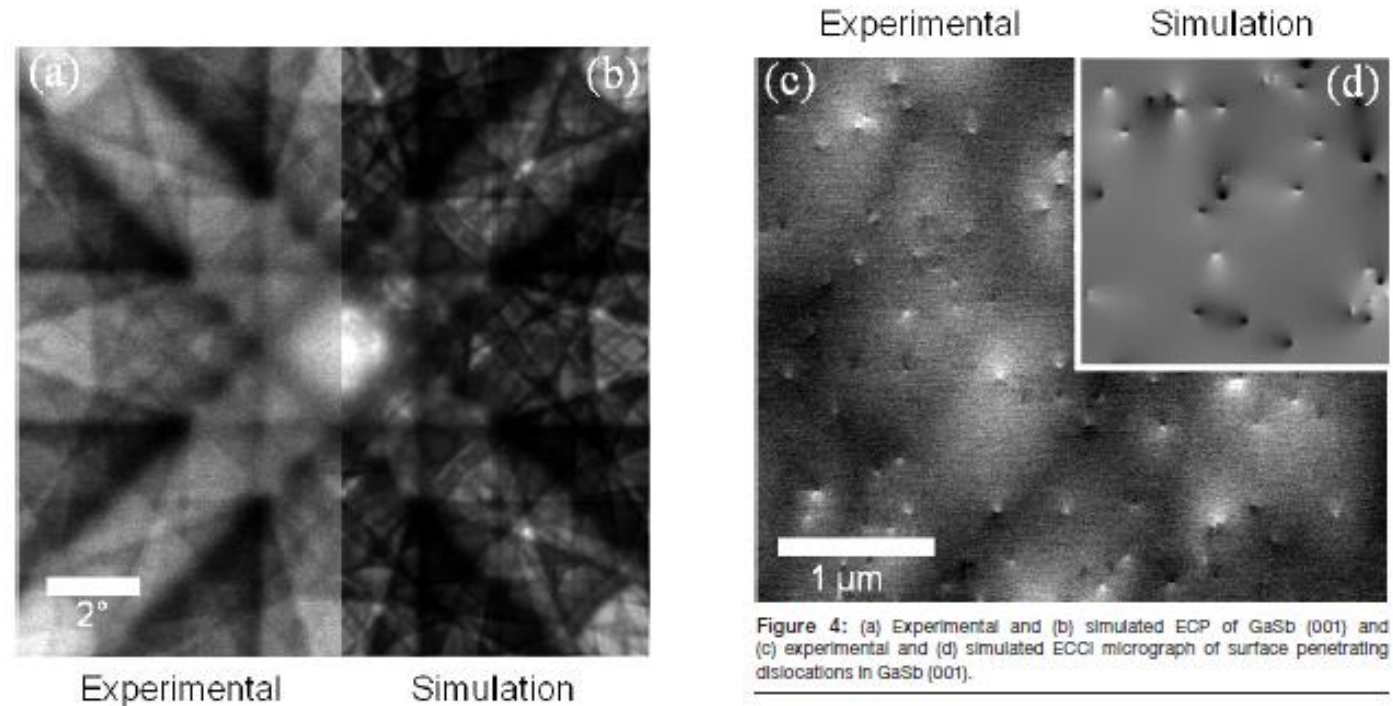 Experimental Simulation
(a) (b) (c) (d)
2°
1 μm
Figure 4: (a) Experimental and (b) simulated ECP of GaSb (001) and
(c) experimental and (d) simulated ECCI micrograph of surface penetrating
dislocations in GaSb (001).
Experimental Simulation